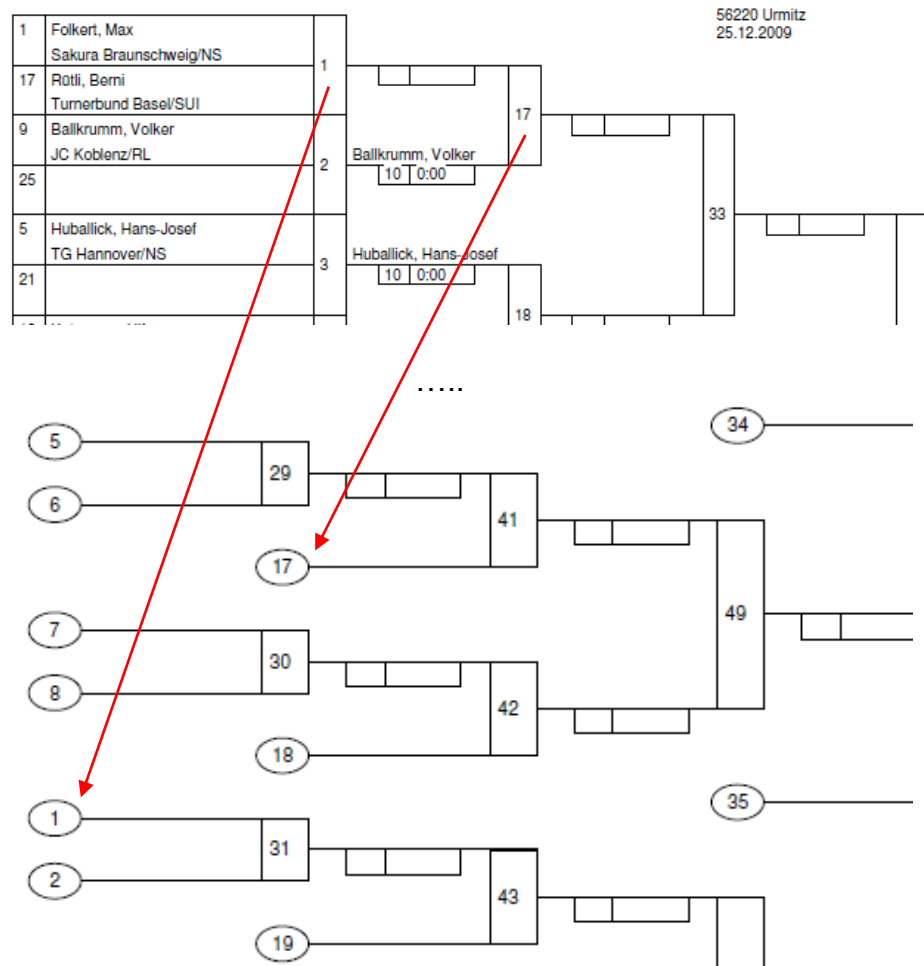 56220 Urmitz
25.12.2009
1 Folkert, Max
Sakura Braunschweig/NS
1
17 Rütli, Berni
Turnerbund Basel/SUI
17
9 Ballkrumm, Volker
JC Koblenz/RL
2
Ballkrumm, Volker
25
10 0:00
33
5 Huballick, Hans-Josef
TG Hannover/NS
3
Huballick, Hans-Josef
21
10 0:00
18
.....
34
5
29
6
41
17
7
49
30
8
42
18
35
1
31
2
43
19